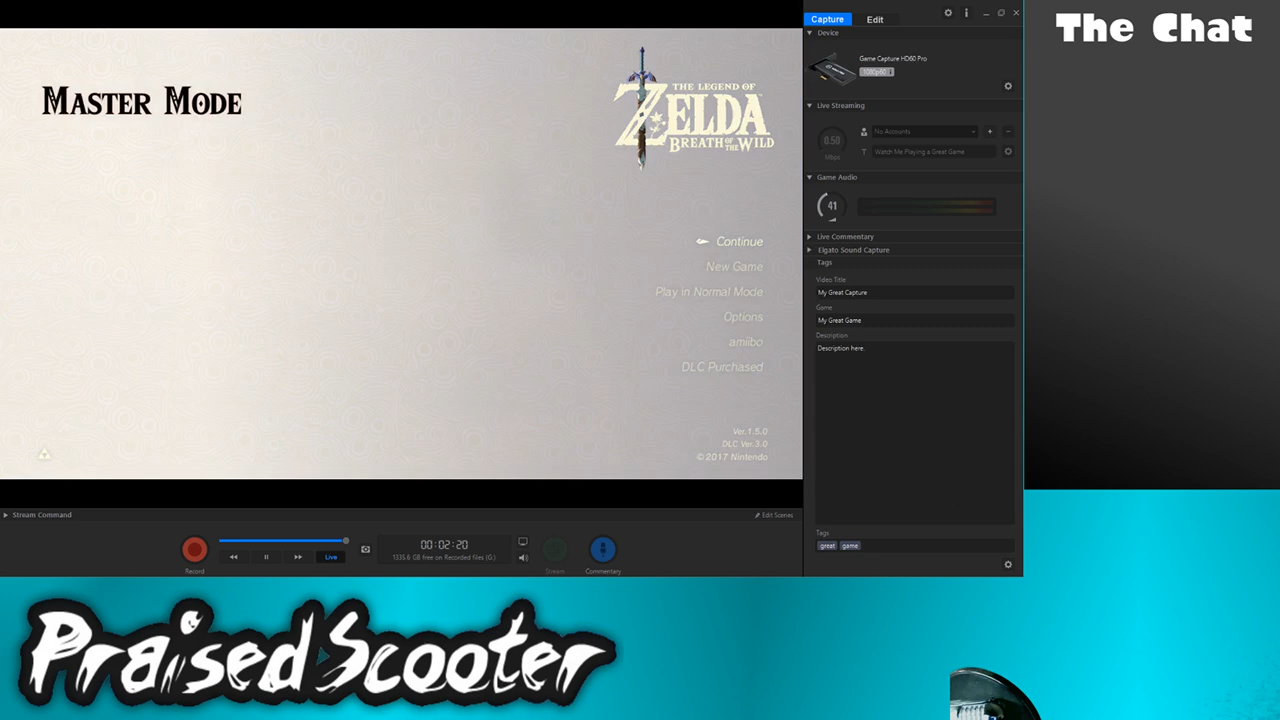 Master Mode
THE LEGEND OF
ZELDA
BREATH OF THE WILD
Continue
New Game
Play in Normal Mode
Options
amiibo
DLC Purchased
Ver.1.5.0
DLC Ver.3.0
© 2017 Nintendo
Capture
Edit
Device
Game Capture HD60 Pro
1080p60
Live Streaming
0.50
Mbps
No Accounts
Watch Me Playing a Great Game
Game Audio
41
Live Commentary
Elgato Sound Capture
Tags
Video Title
My Great Capture
Game
My Great Game
Description
Description here.
Tags
great game
Stream Command
Edit Scenes
Record
Live
00:02:20
1335.6 GB free on Recorded files (G:)
Stream
Commentary
The Chat
PraisedScooter